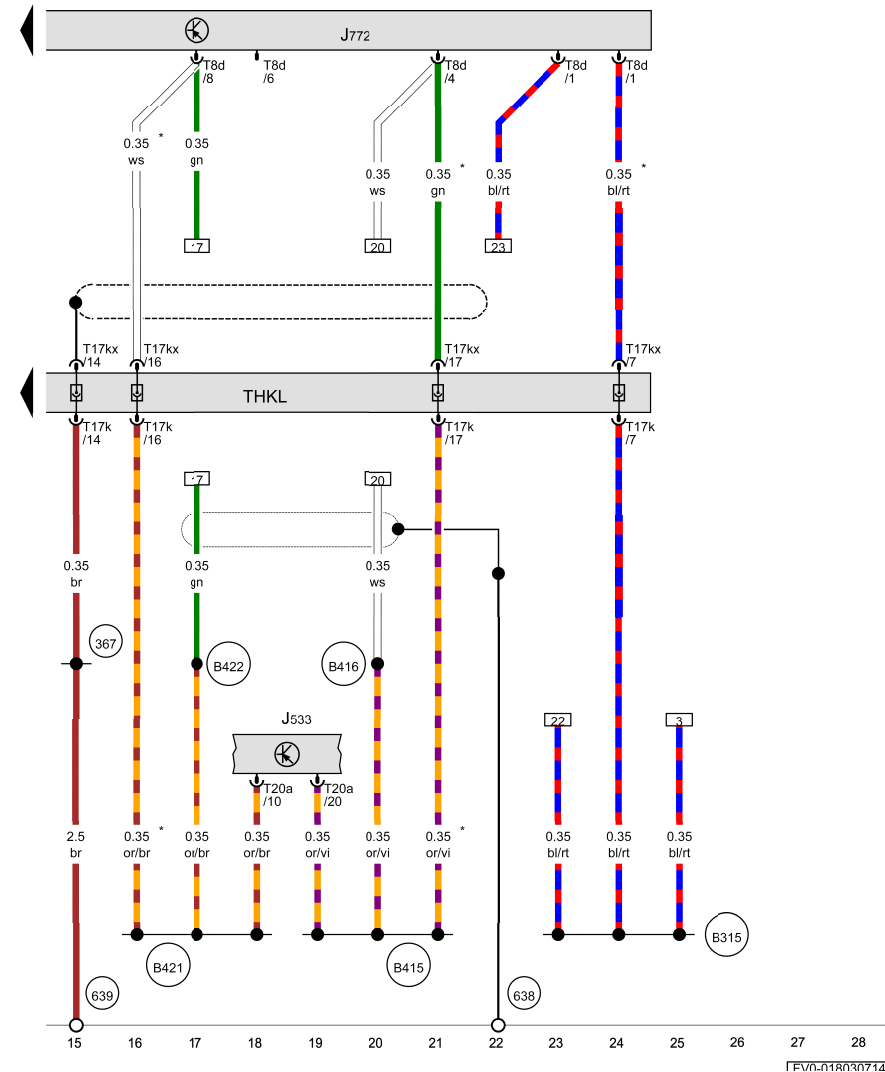 J772
T8d T8d T8d T8d T8d
/8 /6 /4 /1 /1
0.35 * 0.35
ws gn
0.35 0.35 * 0.35 0.35 *
ws gn bl/rt bl/rt
17 20 23
T17kx T17kx T17kx T17kx
/14 /16 /17 /7
THKL
T17k T17k T17k T17k
/14 /16 /17 /7
17 20
0.35 0.35 0.35
br gn ws
367
B422 B416
J533
22 3
T20a T20a
/10 /20
2.5 0.35 * 0.35 0.35 0.35 0.35 0.35 * 0.35 0.35 0.35
br or/br or/br or/br or/vi or/vi or/vi bl/rt bl/rt bl/rt
B315
B421 B415
639 638
15 16 17 18 19 20 21 22 23 24 25 26 27 28
EV0-018030714